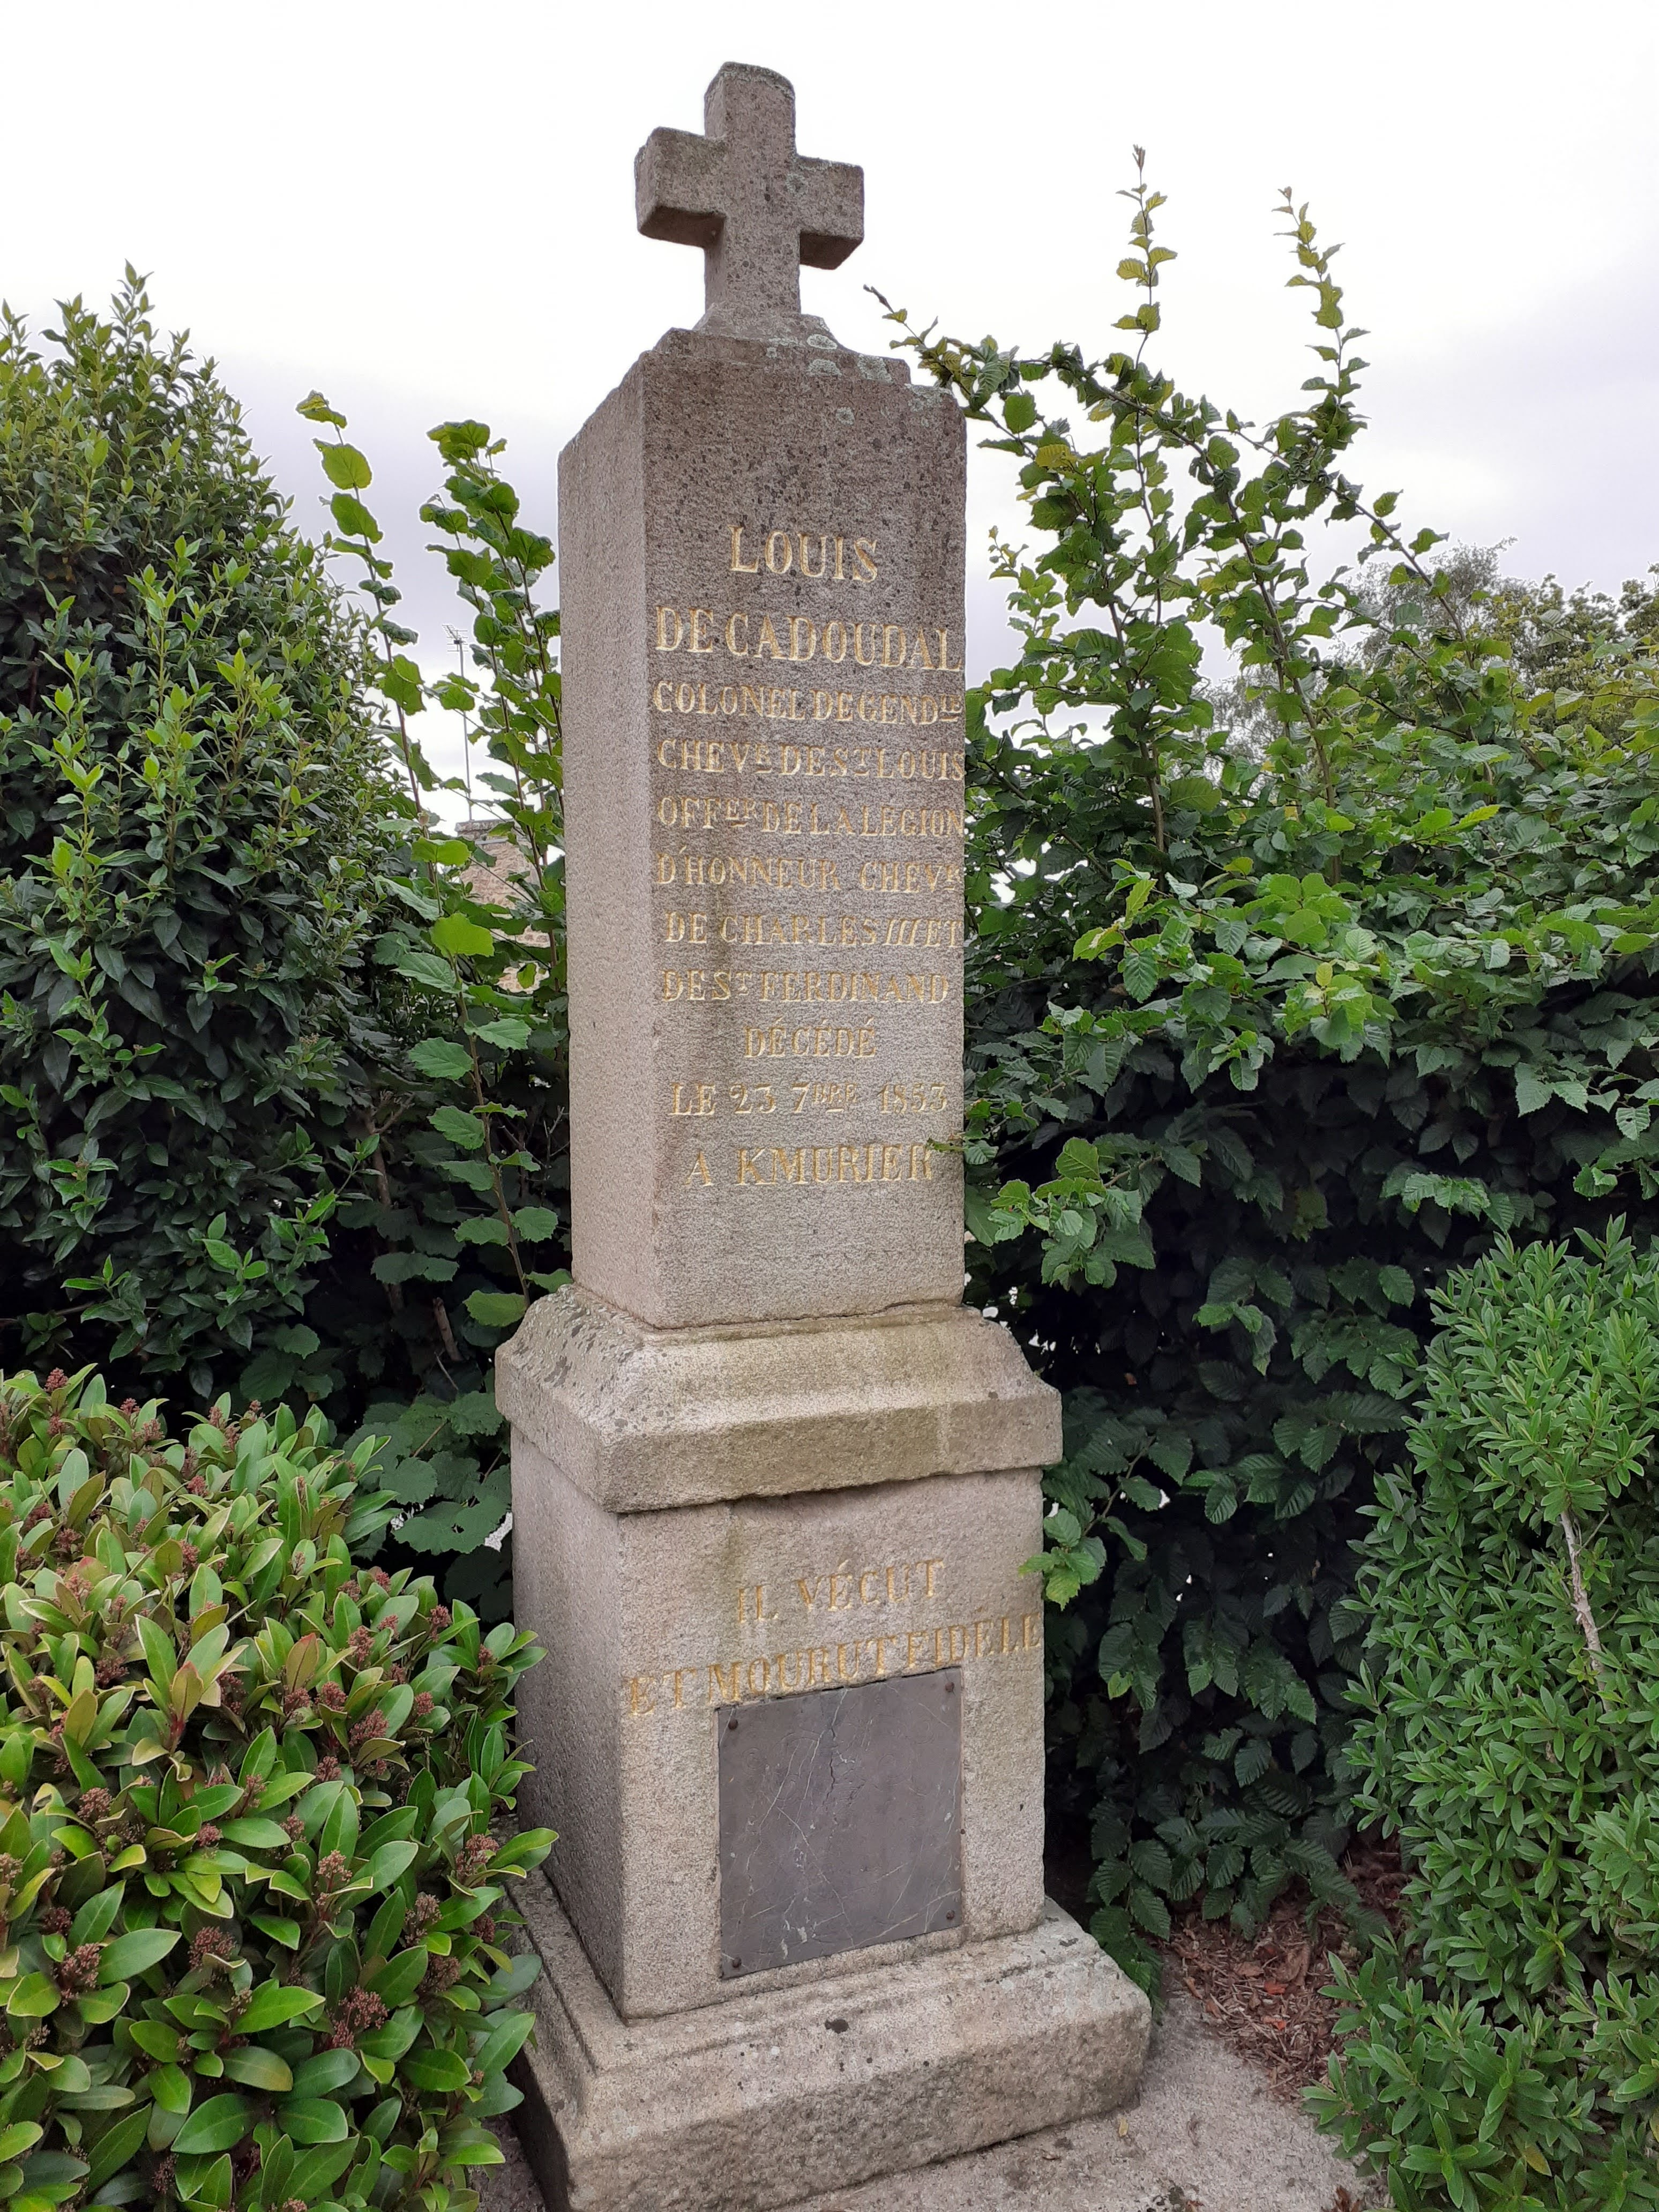 LOUIS
DE CADOUDAL
COLONEL DE GENDIE
CHEVR DE ST LOUIS
OFFER DE LA LEGION
D'HONNEUR CHEVR
DE CHARLES III ET
DE ST FERDINAND
DÉCÉDÉ
LE 23 7BRE 1853
A KMURIER
IL VÉCUT
ET MOURUT FIDELE